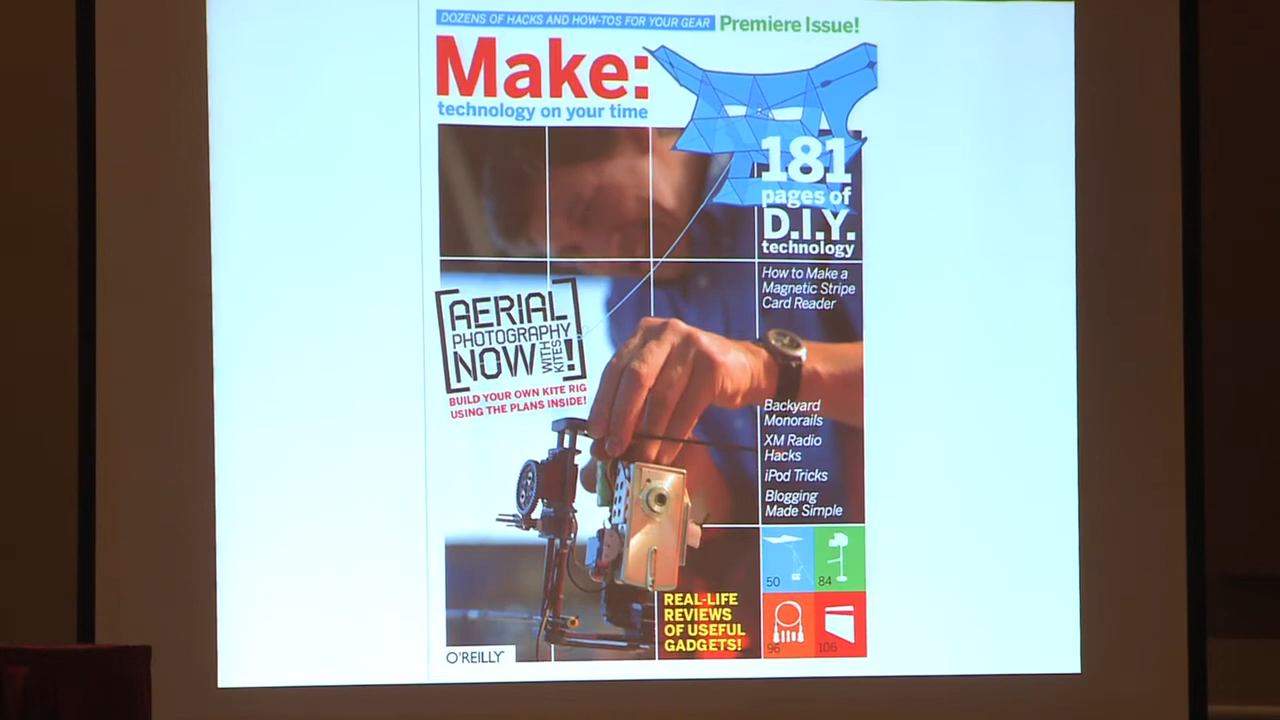 DOZENS OF HACKS AND HOW-TOS FOR YOUR GEAR
Premiere Issue!
Make:
technology on your time
181
pages of
D.I.Y.
technology
How to Make a
Magnetic Stripe
Card Reader
AERIAL
PHOTOGRAPHY
NOW WITH KITES!
BUILD YOUR OWN KITE RIG
USING THE PLANS INSIDE!
Backyard
Monorails
XM Radio
Hacks
iPod Tricks
Blogging
Made Simple
50
84
REAL-LIFE
REVIEWS
OF USEFUL
GADGETS!
96
106
O'REILLY